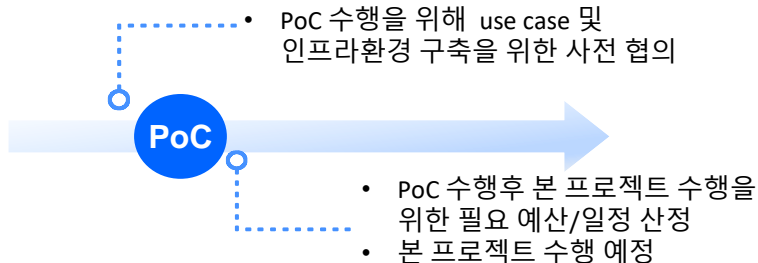 • PoC 수행을 위해 use case 및
인프라환경 구축을 위한 사전 협의
PoC
• PoC 수행후 본 프로젝트 수행을
위한 필요 예산/일정 산정
• 본 프로젝트 수행 예정